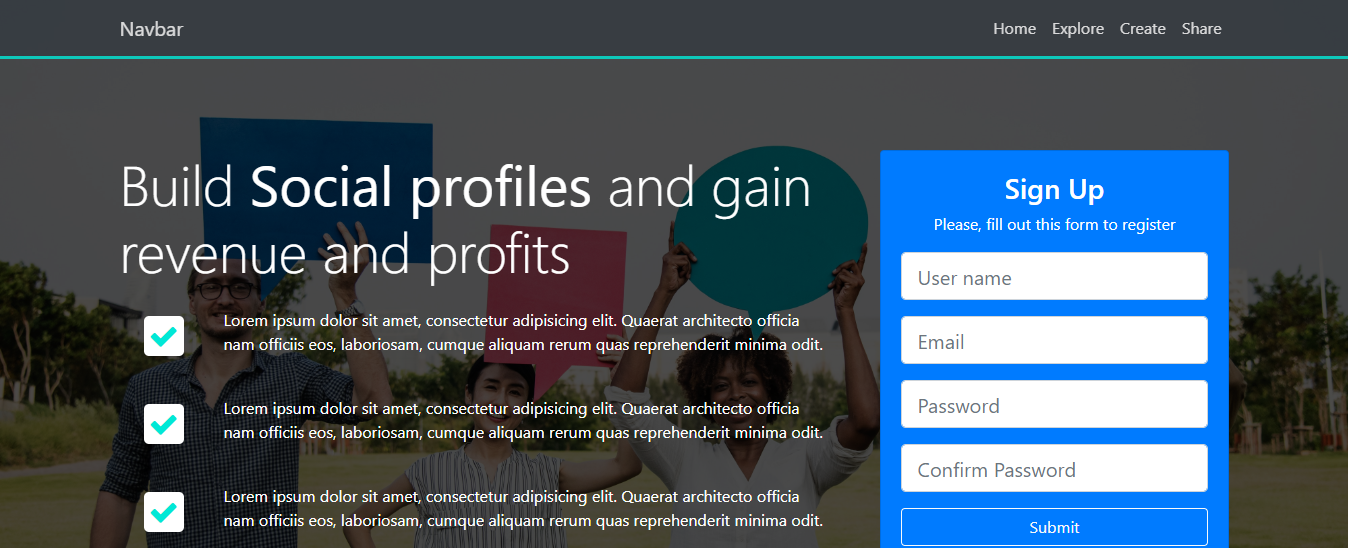 Navbar
Home Explore Create Share
Build Social profiles and gain
revenue and profits
Lorem ipsum dolor sit amet, consectetur adipisicing elit. Quaerat architecto officia
nam officiis eos, laboriosam, cumque aliquam rerum quas reprehenderit minima odit.
Lorem ipsum dolor sit amet, consectetur adipisicing elit. Quaerat architecto officia
nam officiis eos, laboriosam, cumque aliquam rerum quas reprehenderit minima odit.
Lorem ipsum dolor sit amet, consectetur adipisicing elit. Quaerat architecto officia
nam officiis eos, laboriosam, cumque aliquam rerum quas reprehenderit minima odit.
Sign Up
Please, fill out this form to register
User name
Email
Password
Confirm Password
Submit